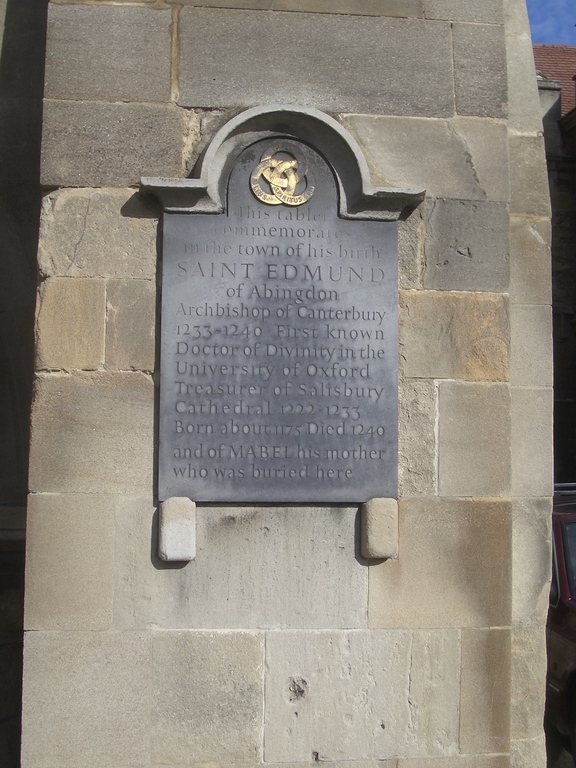 This table
commemorates
in the town of his birth
SAINT EDMUND
of Abingdon
Archbishop of Canterbury
1233-1240 First known
Doctor of Divinity in the
University of Oxford
Treasurer of Salisbury
Cathedral 1222-1233
Born about 1175 Died 1240
and of MABEL his mother
who was buried here